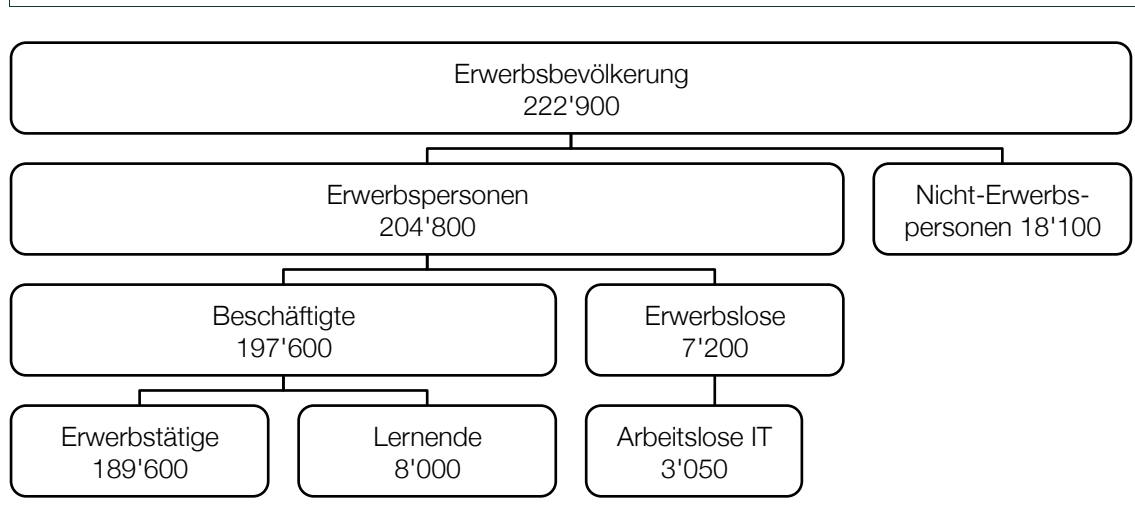 Erwerbsbevölkerung
222'900
Erwerbspersonen
204'800
Nicht-Erwerbs-
personen 18'100
Beschäftigte
197'600
Erwerbslose
7'200
Erwerbstätige
189'600
Lernende
8'000
Arbeitslose IT
3'050